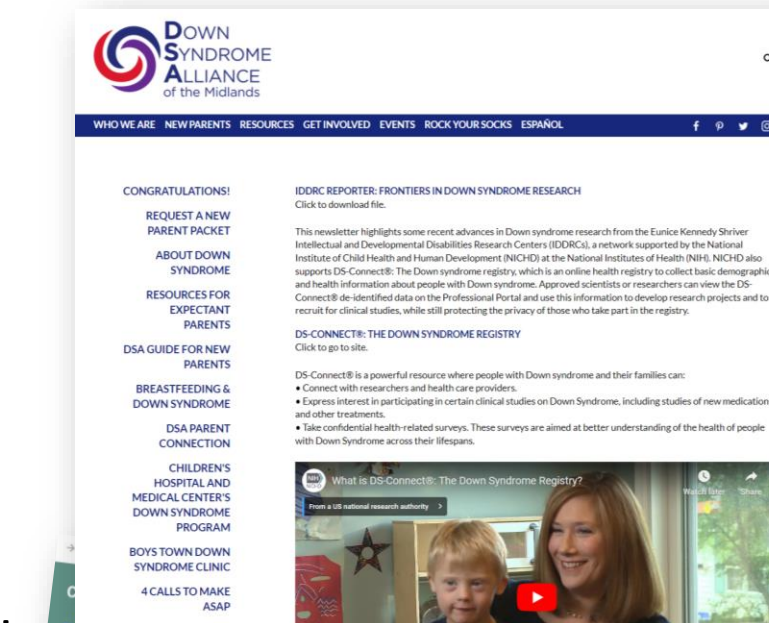 DOWN
SYNDROME
ALLIANCE
of the Midlands
WHO WE ARE NEW PARENTS RESOURCES GET INVOLVED EVENTS ROCK YOUR SOCKS ESPAÑOL
CONGRATULATIONS!
REQUEST A NEW
PARENT PACKET
ABOUT DOWN
SYNDROME
RESOURCES FOR
EXPECTANT
PARENTS
DSA GUIDE FOR NEW
PARENTS
BREASTFEEDING &
DOWN SYNDROME
DSA PARENT
CONNECTION
CHILDREN'S
HOSPITAL AND
MEDICAL CENTER'S
DOWN SYNDROME
PROGRAM
BOYS TOWN DOWN
SYNDROME CLINIC
4 CALLS TO MAKE
ASAP
IDDRC REPORTER: FRONTIERS IN DOWN SYNDROME RESEARCH
Click to download file.
This newsletter highlights some recent advances in Down syndrome research from the Eunice Kennedy Shriver
Intellectual and Developmental Disabilities Research Centers (IDDRCs), a network supported by the National
Institute of Child Health and Human Development (NICHD) at the National Institutes of Health (NIH). NICHD also
supports DS-Connect®: The Down syndrome registry, which is an online health registry to collect basic demographic
and health information about people with Down syndrome. Approved scientists or researchers can view the DS-
Connect® de-identified data on the Professional Portal and use this information to develop research projects and to
recruit for clinical studies, while still protecting the privacy of those who take part in the registry.
DS-CONNECT®: THE DOWN SYNDROME REGISTRY
Click to go to site.
DS-Connect® is a powerful resource where people with Down syndrome and their families can:
• Connect with researchers and health care providers.
• Express interest in participating in certain clinical studies on Down Syndrome, including studies of new medication
and other treatments.
• Take confidential health-related surveys. These surveys are aimed at better understanding of the health of people
with Down Syndrome across their lifespans.
NIH
What is DS-Connect®: The Down Syndrome Registry?
Watch later Share
From a US national research authority